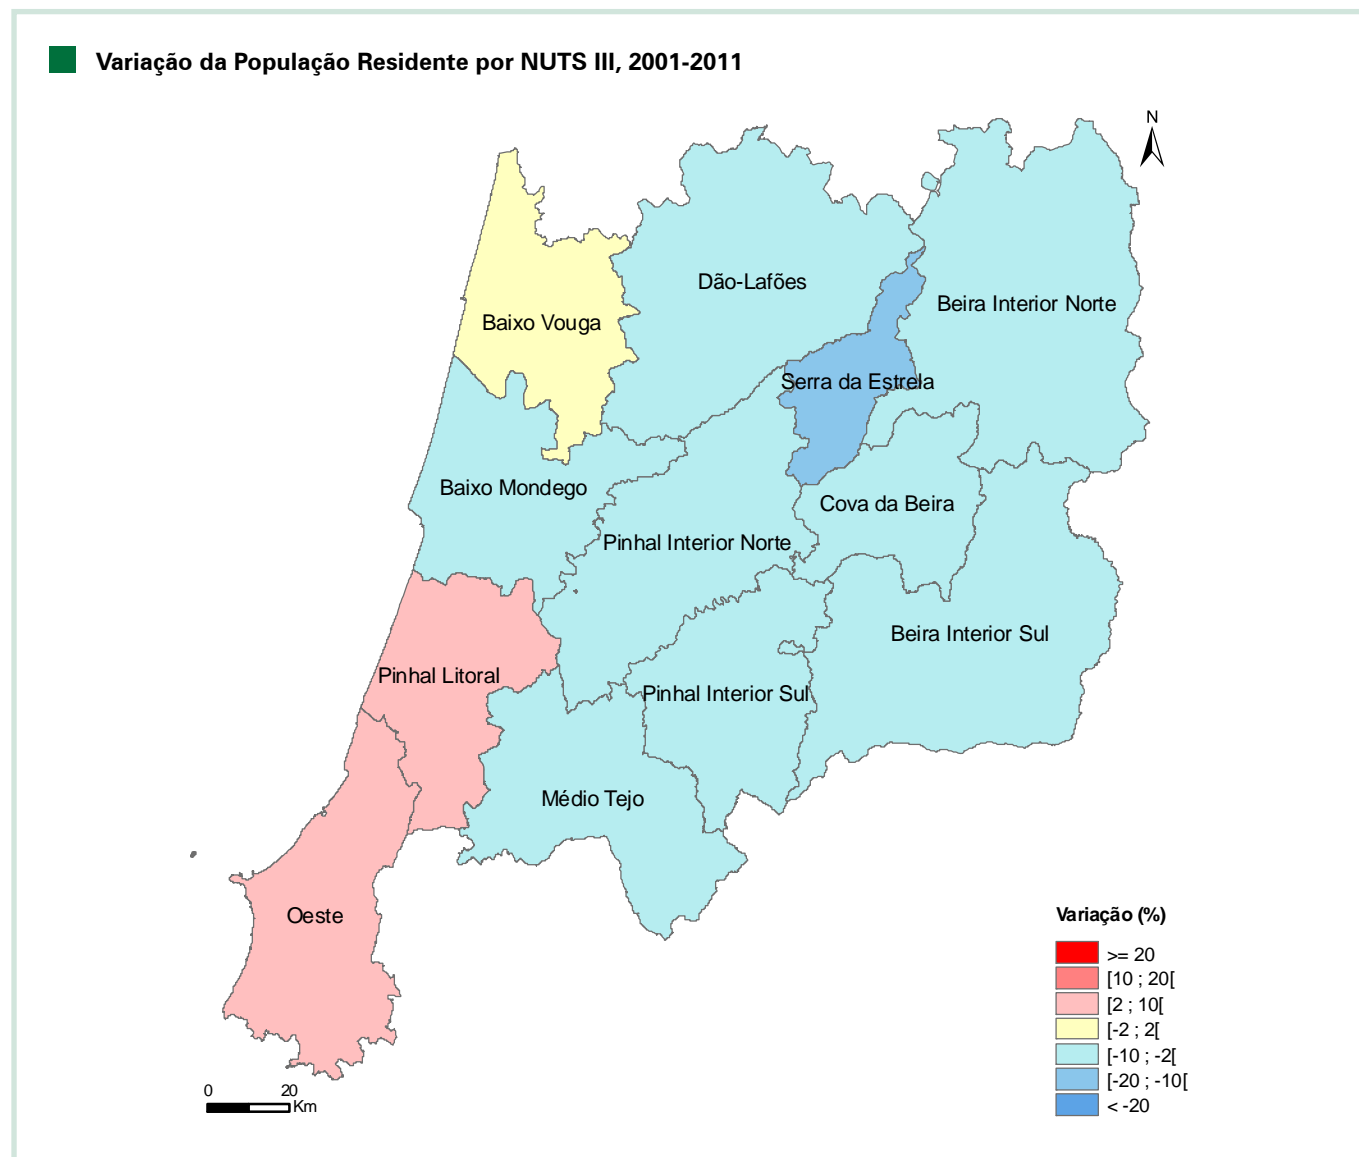 Variação da População Residente por NUTS III, 2001-2011
N
Dão-Lafões
Beira Interior Norte
Baixo Vouga
Serra da Estrela
Baixo Mondego
Cova da Beira
Pinhal Interior Norte
Beira Interior Sul
Pinhal Litoral
Pinhal Interior Sul
Médio Tejo
Oeste
Variação (%)
>= 20
[10 ; 20[
[2 ; 10[
[-2 ; 2[
[-10 ; -2[
[-20 ; -10[
< -20
0 20
Km